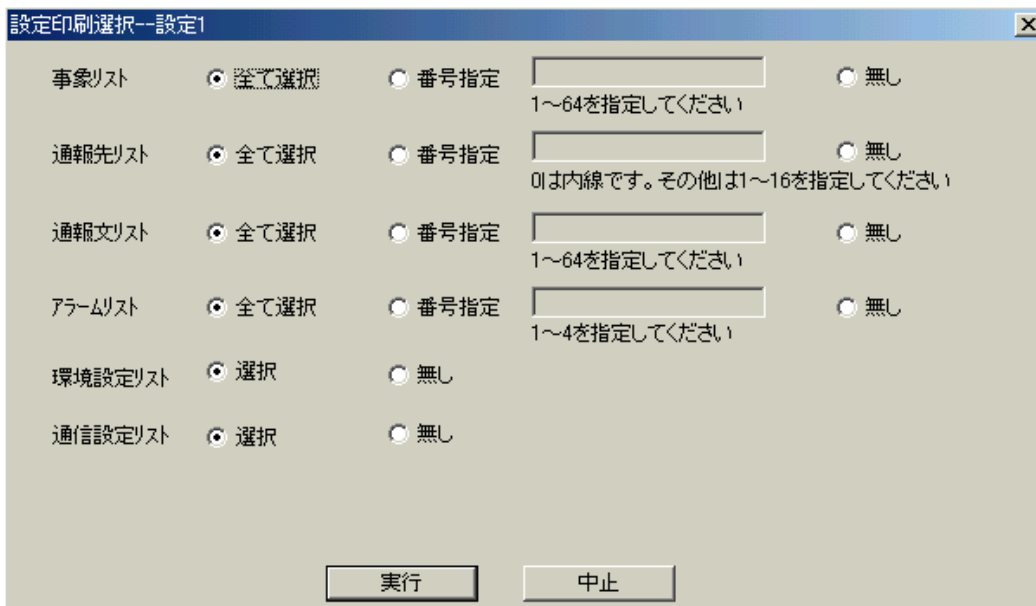 設定印刷選択--設定1
事象ﾘｽﾄ 全て選択 番号指定 無し
1～64を指定してください
通報先ﾘｽﾄ 全て選択 番号指定 無し
0は内線です。その他は1～16を指定してください
通報文ﾘｽﾄ 全て選択 番号指定 無し
1～64を指定してください
ｱﾗｰﾑﾘｽﾄ 全て選択 番号指定 無し
1～4を指定してください
環境設定ﾘｽﾄ 選択 無し
通信設定ﾘｽﾄ 選択 無し
実行 中止